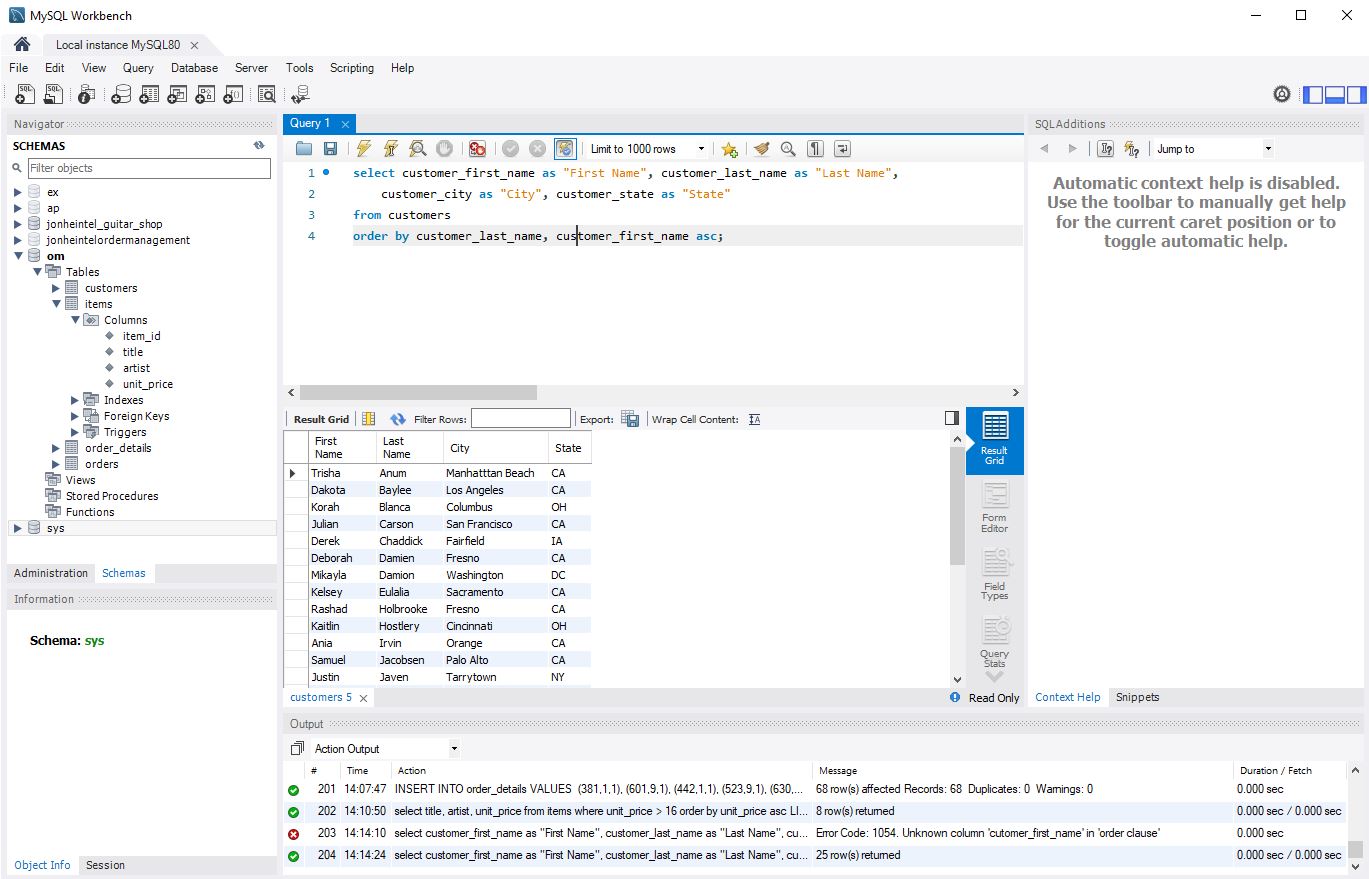 MySQL Workbench
Local instance MySQL80
File Edit View Query Database Server Tools Scripting Help
Navigator
SCHEMAS
Filter objects
ex
ap
jonheintel_guitar_shop
jonheintelordermanagement
om
Tables
customers
items
Columns
item_id
title
artist
unit_price
Indexes
Foreign Keys
Triggers
order_details
orders
Views
Stored Procedures
Functions
sys
Administration Schemas
Information
Schema: sys
Object Info Session
Query 1
Limit to 1000 rows
1 select customer_first_name as "First Name", customer_last_name as "Last Name",
2 customer_city as "City", customer_state as "State"
3 from customers
4 order by customer_last_name, customer_first_name asc;
Result Grid Filter Rows: Export: Wrap Cell Content:
First Name Last Name City State
Trisha Anum Manhatttan Beach CA
Dakota Baylee Los Angeles CA
Korah Blanca Columbus OH
Julian Carson San Francisco CA
Derek Chaddick Fairfield IA
Deborah Damien Fresno CA
Mikayla Damion Washington DC
Kelsey Eulalia Sacramento CA
Rashad Holbrooke Fresno CA
Kaitlin Hostlery Cincinnati OH
Ania Irvin Orange CA
Samuel Jacobsen Palo Alto CA
Justin Javen Tarrytown NY
Result
Grid
Form
Editor
Field
Types
Query
Stats
customers 5
Read Only
SQLAdditions
Jump to
Automatic context help is disabled.
Use the toolbar to manually get help
for the current caret position or to
toggle automatic help.
Context Help Snippets
Output
Action Output
# Time Action Message Duration / Fetch
201 14:07:47 INSERT INTO order_details VALUES (381,1,1), (601,9,1), (442,1,1), (523,9,1), (630,... 68 row(s) affected Records: 68 Duplicates: 0 Warnings: 0 0.000 sec
202 14:10:50 select title, artist, unit_price from items where unit_price > 16 order by unit_price asc LI... 8 row(s) returned 0.000 sec / 0.000 sec
203 14:14:10 select customer_first_name as "First Name", customer_last_name as "Last Name", cu... Error Code: 1054. Unknown column 'cutomer_first_name' in 'order clause' 0.000 sec
204 14:14:24 select customer_first_name as "First Name", customer_last_name as "Last Name", cu... 25 row(s) returned 0.000 sec / 0.000 sec